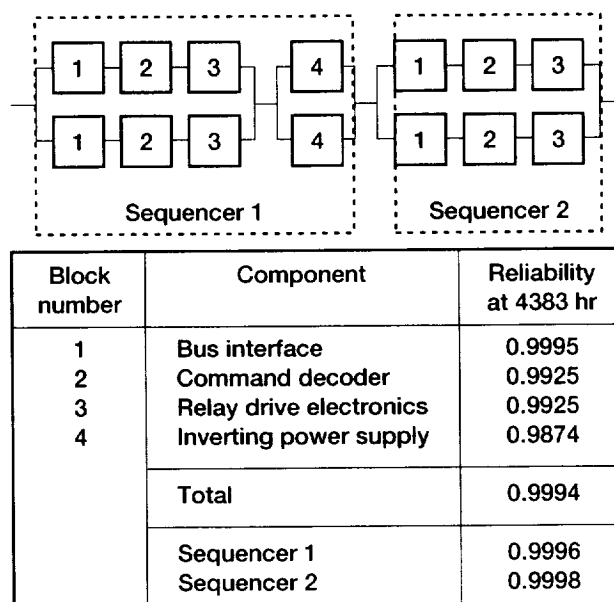 1 2 3 4 1 2 3
1 2 3 4 1 2 3
Sequencer 1 Sequencer 2
Block number Component Reliability at 4383 hr
1 Bus interface 0.9995
2 Command decoder 0.9925
3 Relay drive electronics 0.9925
4 Inverting power supply 0.9874
Total 0.9994
Sequencer 1 0.9996
Sequencer 2 0.9998